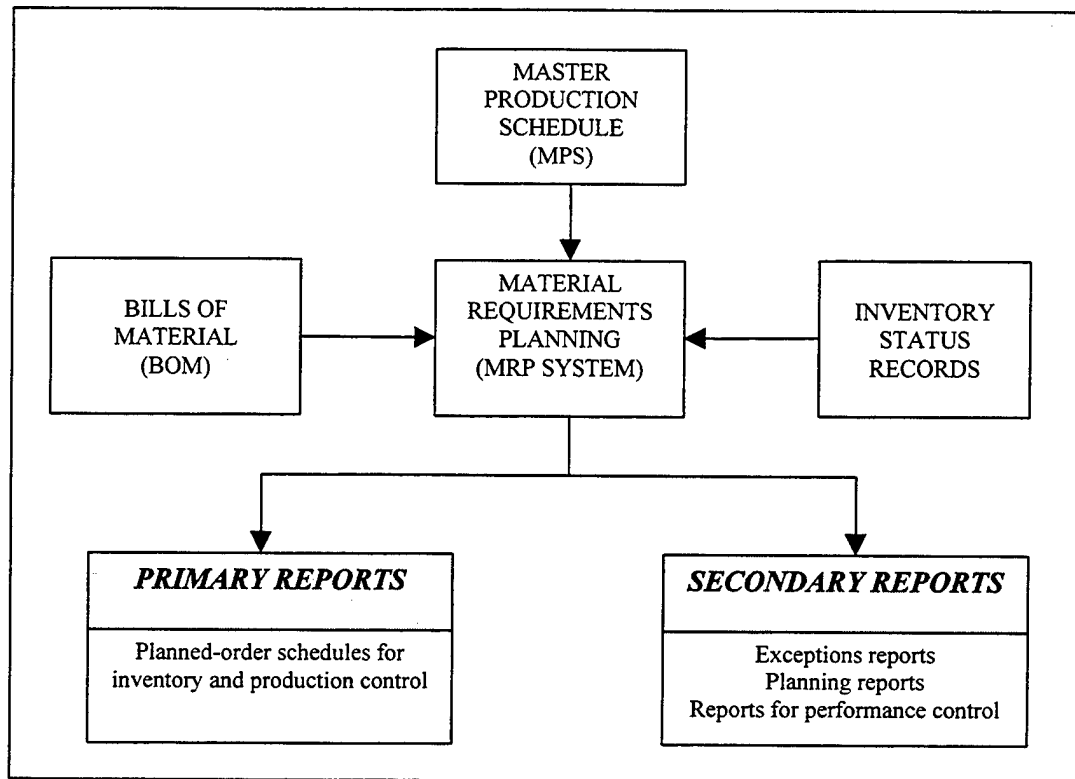 MASTER
PRODUCTION
SCHEDULE
(MPS)
BILLS OF
MATERIAL
(BOM)
MATERIAL
REQUIREMENTS
PLANNING
(MRP SYSTEM)
INVENTORY
STATUS
RECORDS
PRIMARY REPORTS
Planned-order schedules for
inventory and production control
SECONDARY REPORTS
Exceptions reports
Planning reports
Reports for performance control